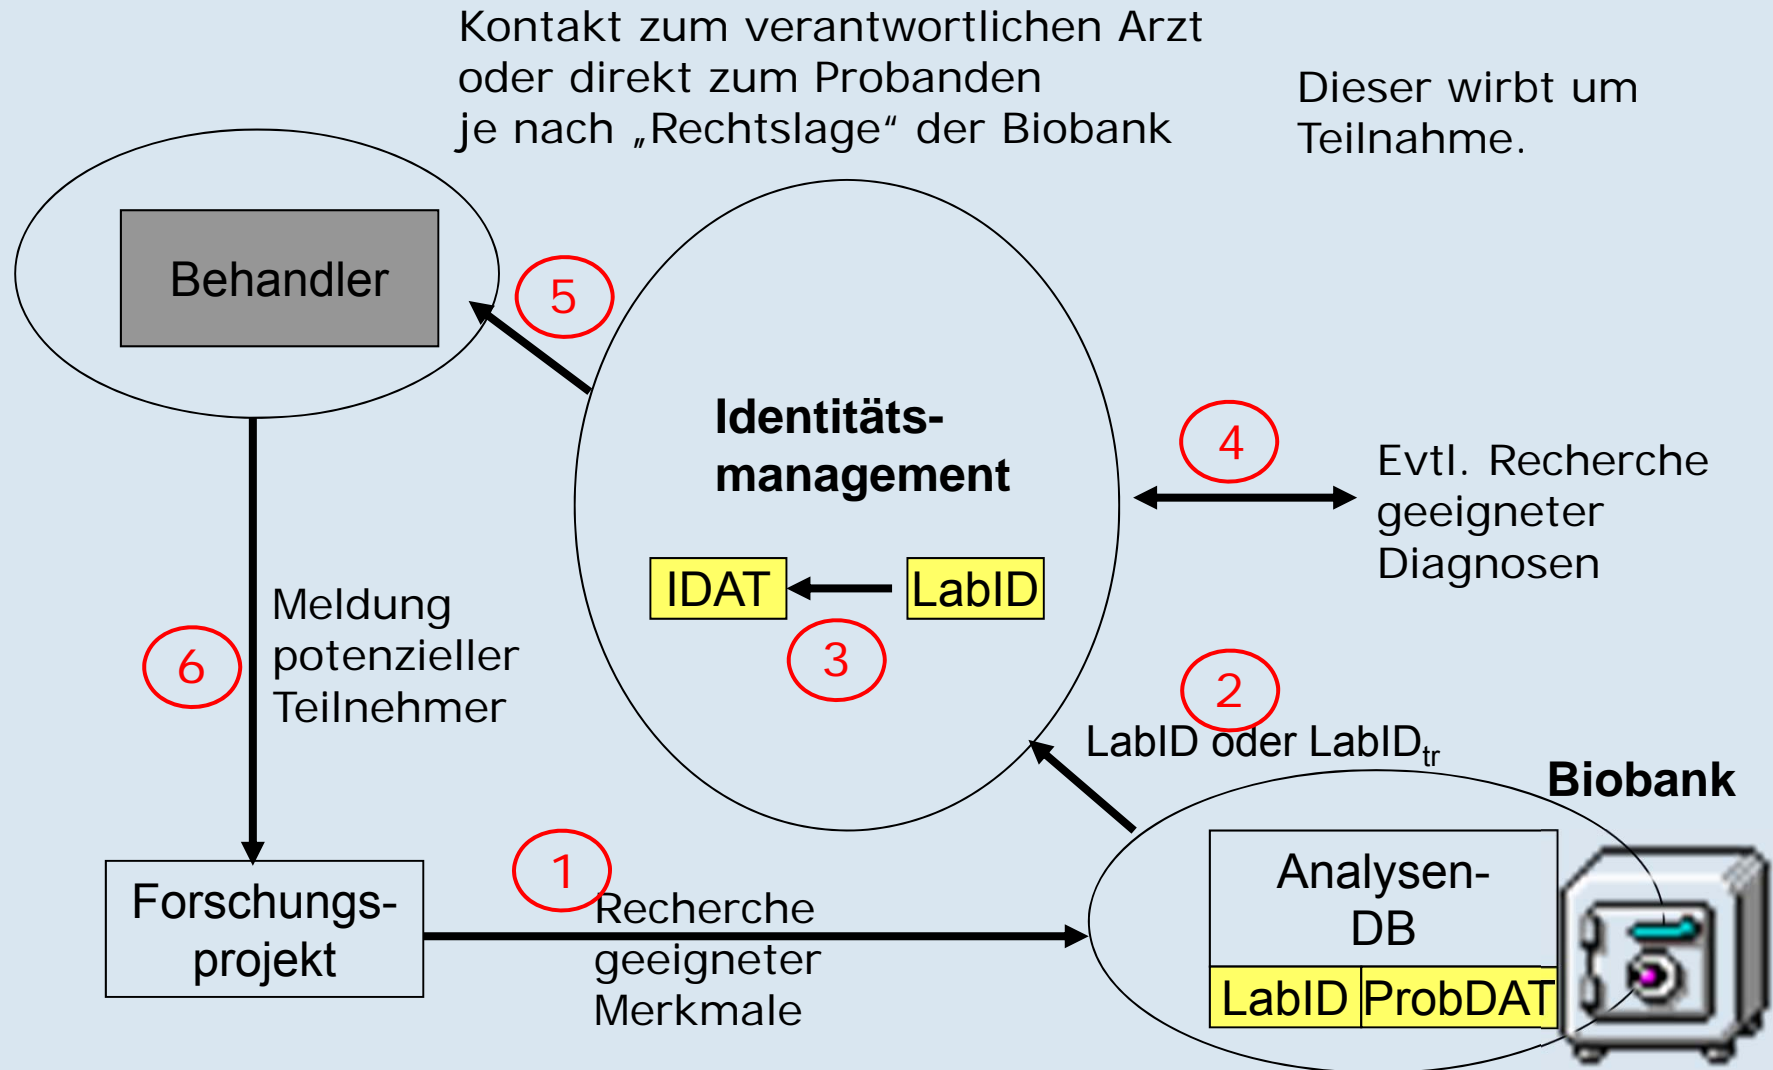 Kontakt zum verantwortlichen Arzt
oder direkt zum Probanden
je nach „Rechtslage“ der Biobank
Dieser wirbt um
Teilnahme.
Behandler
5
Identitäts-
management
4
Evtl. Recherche
geeigneter
Diagnosen
IDAT
LabID
3
Meldung
potenzieller
Teilnehmer
6
2
LabID oder LabIDtr
Biobank
1
Recherche
geeigneter
Merkmale
Forschungs-
projekt
Analysen-
DB
LabID
ProbDAT